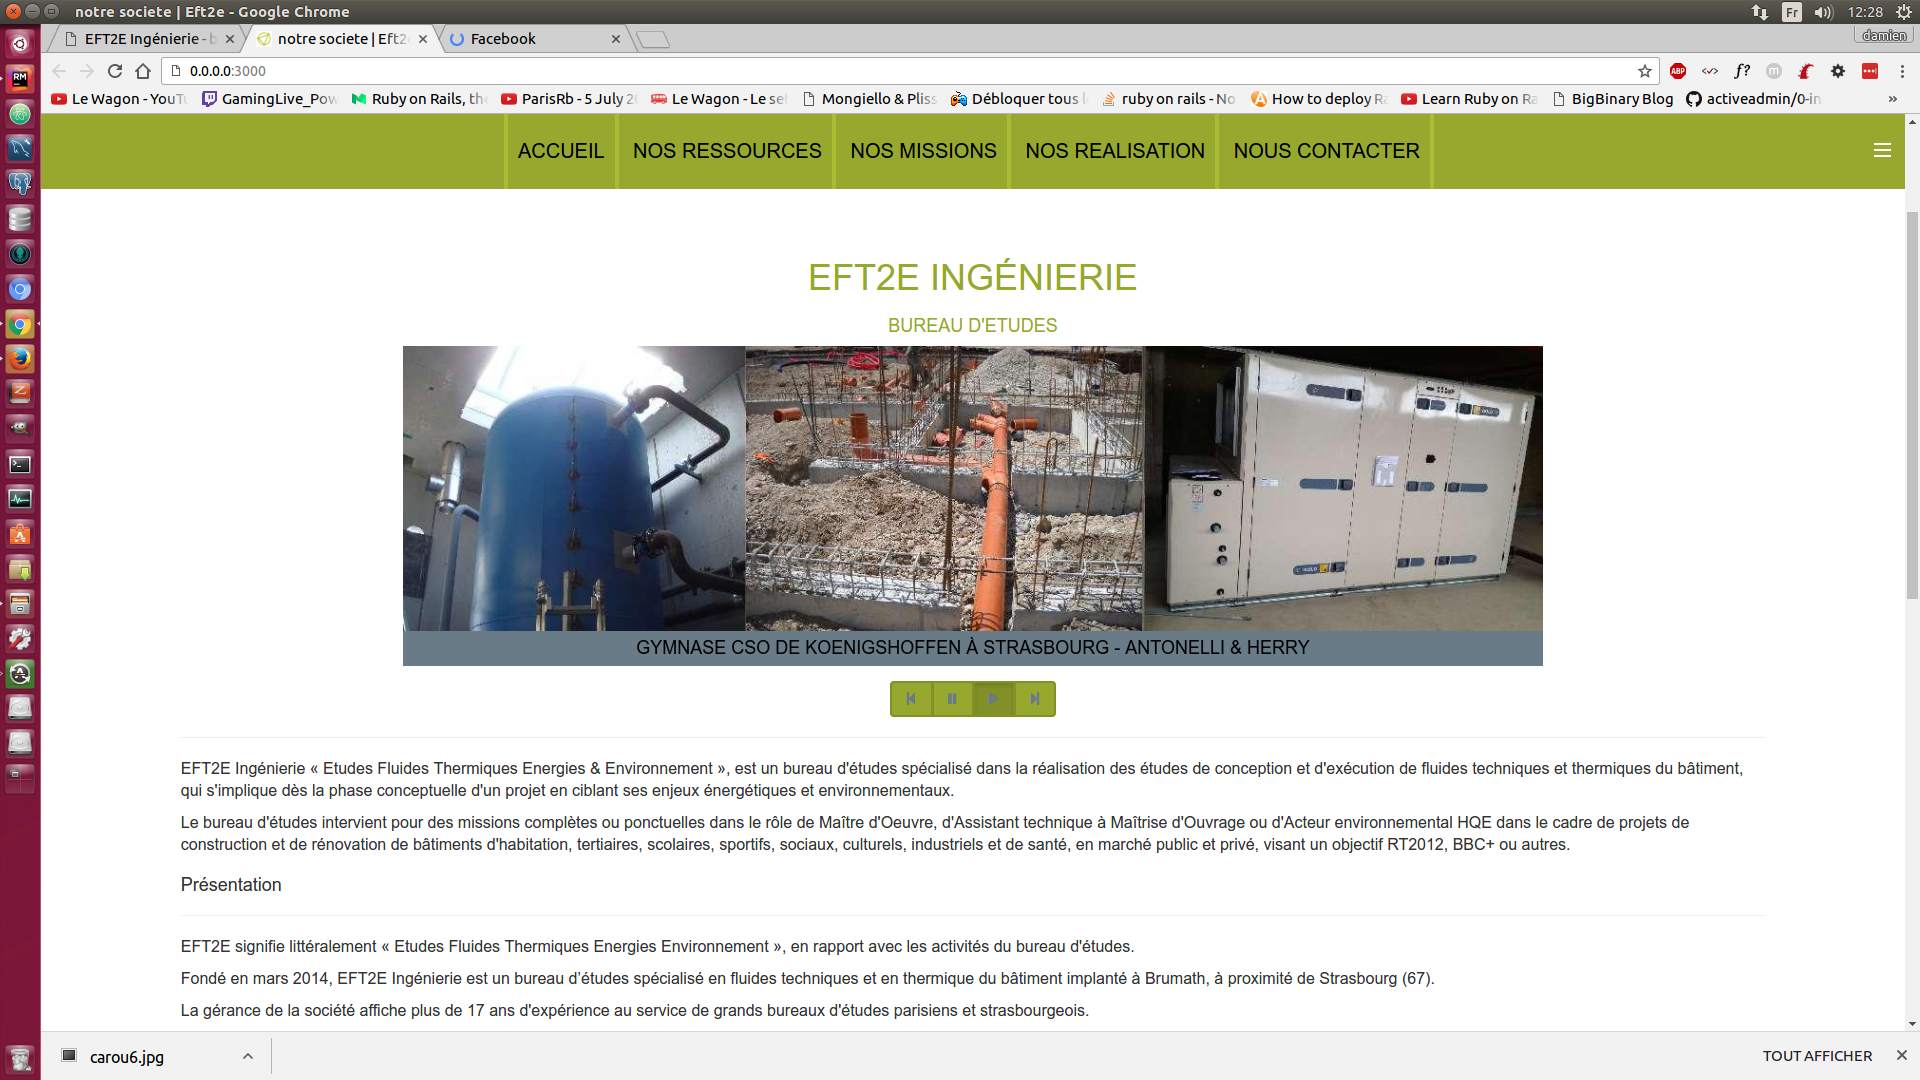 notre societe | Eft2e - Google Chrome
Fr
12:28
EFT2E Ingénierie - b
notre societe | Eft2e
Facebook
damien
0.0.0.0:3000
ABP
f?
m
Le Wagon - YouTu
GamingLive_Pow
Ruby on Rails, the
ParisRb - 5 July 20
Le Wagon - Le se
Mongiello & Pliss
Débloquer tous l
ruby on rails - No
How to deploy Ra
Learn Ruby on Ra
BigBinary Blog
activeadmin/0-in
»
ACCUEIL
NOS RESSOURCES
NOS MISSIONS
NOS REALISATION
NOUS CONTACTER
EFT2E INGÉNIERIE
BUREAU D'ETUDES
GYMNASE CSO DE KOENIGSHOFFEN À STRASBOURG - ANTONELLI & HERRY
EFT2E Ingénierie « Etudes Fluides Thermiques Energies & Environnement », est un bureau d'études spécialisé dans la réalisation des études de conception et d'exécution de fluides techniques et thermiques du bâtiment,
qui s'implique dès la phase conceptuelle d'un projet en ciblant ses enjeux énergétiques et environnementaux.
Le bureau d'études intervient pour des missions complètes ou ponctuelles dans le rôle de Maître d'Oeuvre, d'Assistant technique à Maîtrise d'Ouvrage ou d'Acteur environnemental HQE dans le cadre de projets de
construction et de rénovation de bâtiments d'habitation, tertiaires, scolaires, sportifs, sociaux, culturels, industriels et de santé, en marché public et privé, visant un objectif RT2012, BBC+ ou autres.
Présentation
EFT2E signifie littéralement « Etudes Fluides Thermiques Energies Environnement », en rapport avec les activités du bureau d'études.
Fondé en mars 2014, EFT2E Ingénierie est un bureau d’études spécialisé en fluides techniques et en thermique du bâtiment implanté à Brumath, à proximité de Strasbourg (67).
La gérance de la société affiche plus de 17 ans d'expérience au service de grands bureaux d'études parisiens et strasbourgeois.
carou6.jpg
TOUT AFFICHER